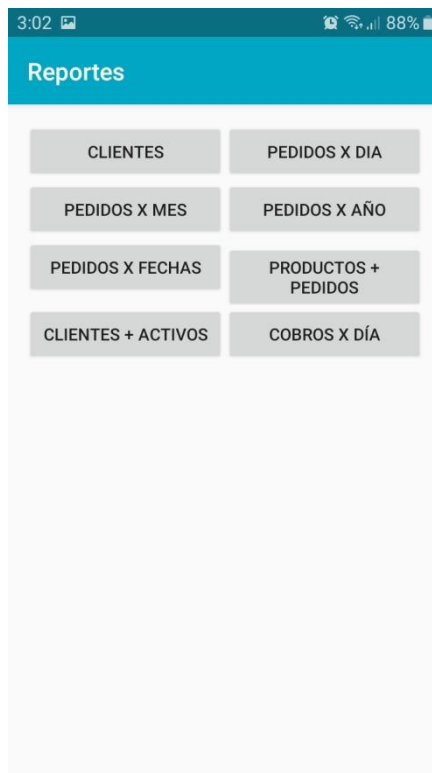 3:02 88%
Reportes
CLIENTES PEDIDOS X DIA
PEDIDOS X MES PEDIDOS X AÑO
PEDIDOS X FECHAS PRODUCTOS +
PEDIDOS
CLIENTES + ACTIVOS COBROS X DÍA